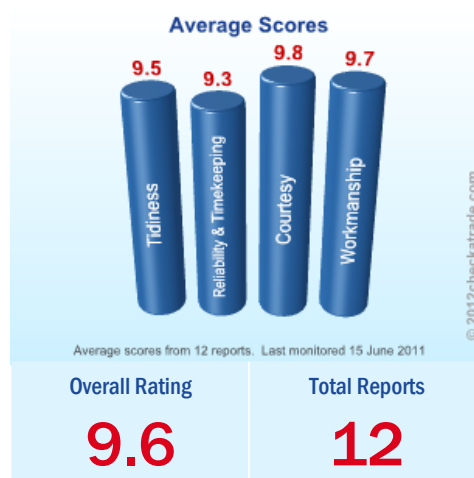 Average Scores
9.5
9.3
9.8
9.7
Tidiness
Reliability & Timekeeping
Courtesy
Workmanship
© 2012checkatrade.com
Average scores from 12 reports. Last monitored 15 June 2011
Overall Rating
Total Reports
9.6
12